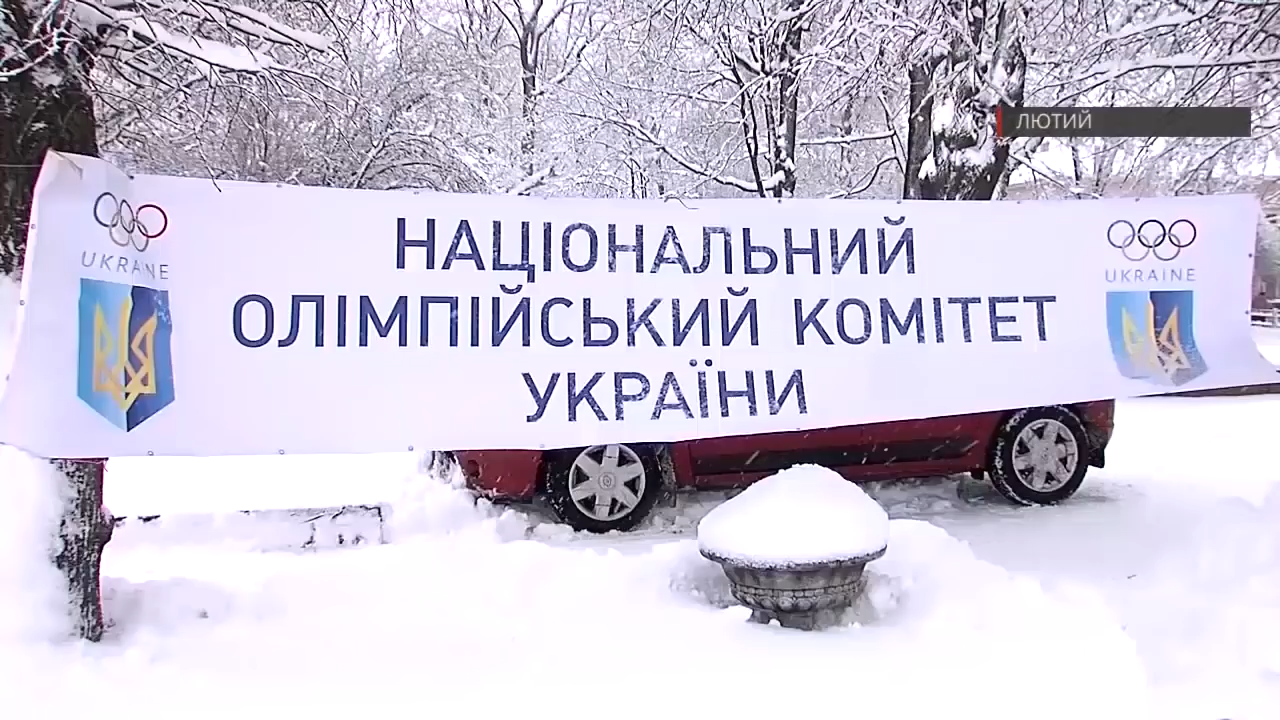 ЛЮТИЙ
UKRAINE
НАЦІОНАЛЬНИЙ
ОЛІМПІЙСЬКИЙ КОМІТЕТ
УКРАЇНИ
UKRAINE